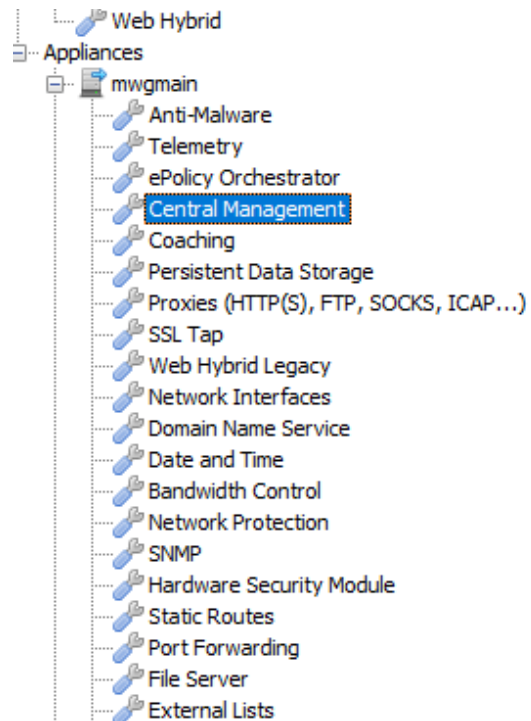 Web Hybrid
Appliances
mwgmain
Anti-Malware
Telemetry
ePolicy Orchestrator
Central Management
Coaching
Persistent Data Storage
Proxies (HTTP(S), FTP, SOCKS, ICAP...)
SSL Tap
Web Hybrid Legacy
Network Interfaces
Domain Name Service
Date and Time
Bandwidth Control
Network Protection
SNMP
Hardware Security Module
Static Routes
Port Forwarding
File Server
External Lists